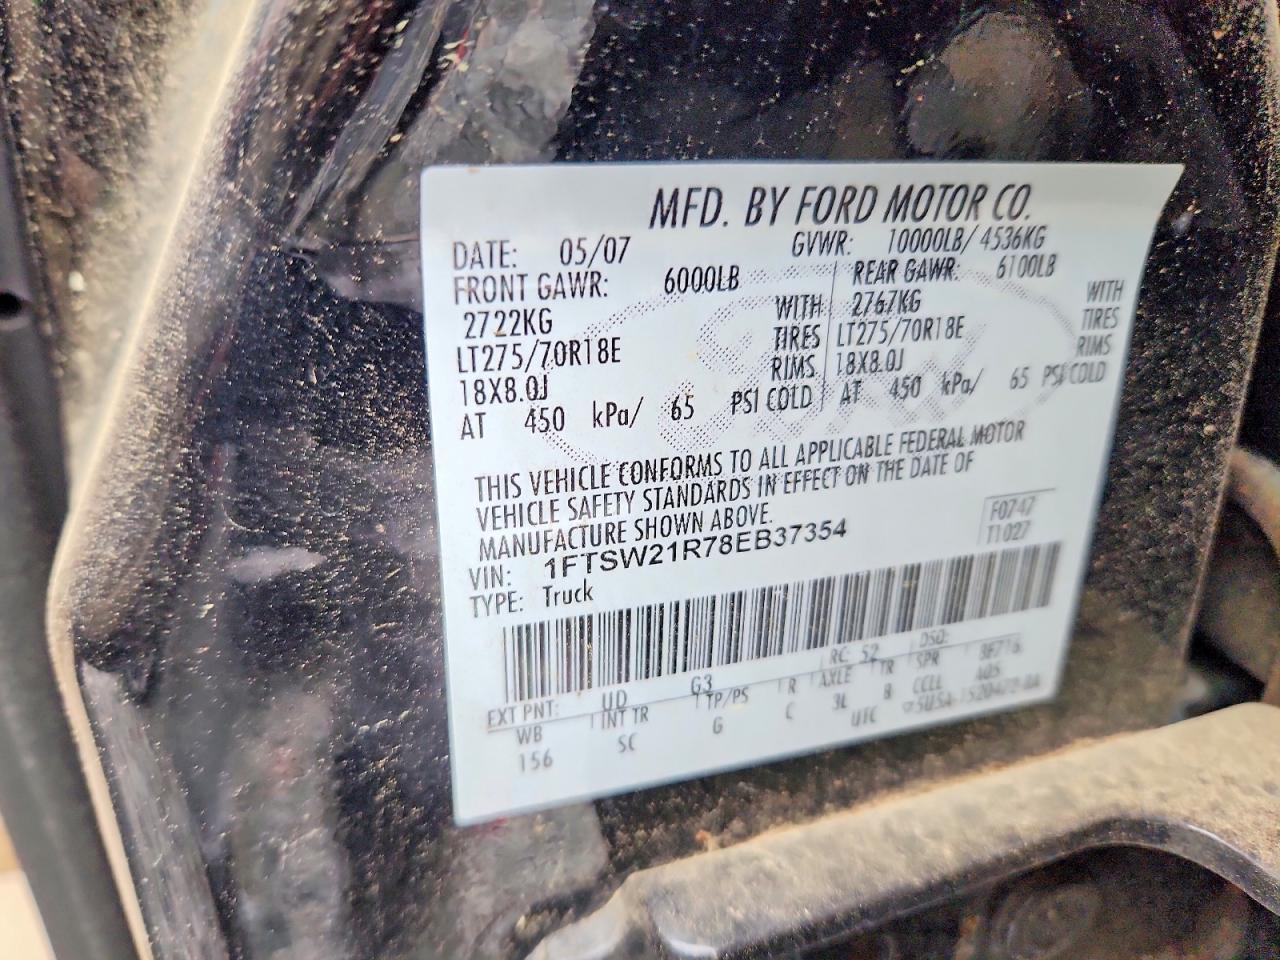 MFD. BY FORD MOTOR CO.
DATE: 05/07 GVWR: 10000LB/ 4536KG
FRONT GAWR: 6000LB REAR GAWR: 6100LB
2722KG WITH 2767KG WITH
LT275/70R18E TIRES LT275/70R18E TIRES
18X8.0J RIMS 18X8.0J RIMS
AT 450 kPa/ 65 PSI COLD AT 450 kPa/ 65 PSI COLD
THIS VEHICLE CONFORMS TO ALL APPLICABLE FEDERAL MOTOR
VEHICLE SAFETY STANDARDS IN EFFECT ON THE DATE OF
MANUFACTURE SHOWN ABOVE.
F0747
VIN: 1FTSW21R78EB37354 T1027
TYPE: Truck
EXT PNT: UD G3 RC: 52 DSO:
WB INT TR TP/PS R AXLE TR SPR
156 SC G C 3L B CCLL A05
UTC